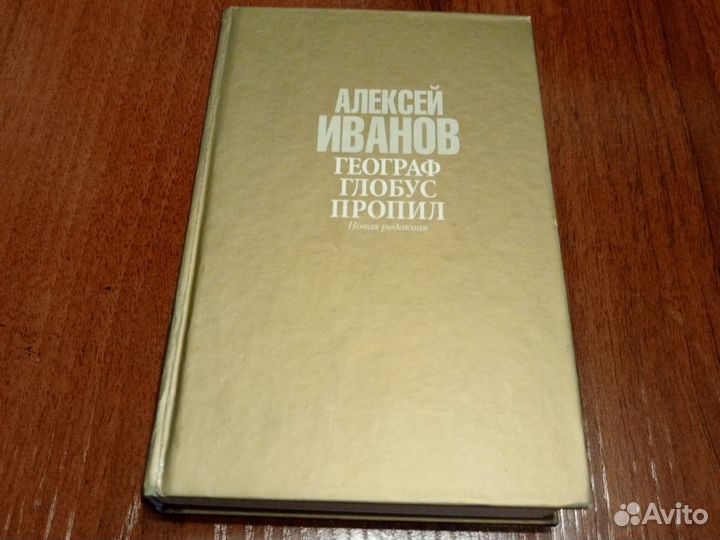 АЛЕКСЕЙ
ИВАНОВ
ГЕОГРАФ
ГЛОБУС
ПРОПИЛ
Новая редакция
Avito